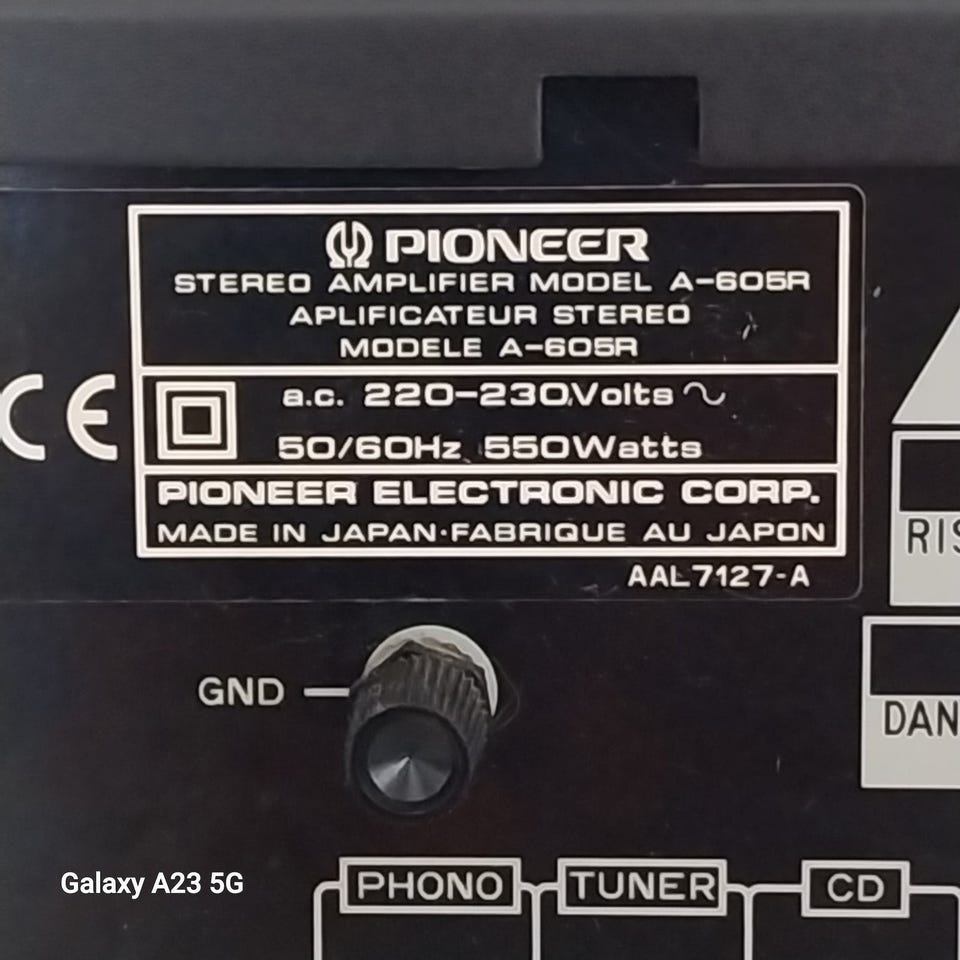 PIONEER
STEREO AMPLIFIER MODEL A-605R
APLIFICATEUR STEREO
MODELE A-605R
CE
a.c. 220-230Volts ~
50/60Hz 550Watts
PIONEER ELECTRONIC CORP.
MADE IN JAPAN·FABRIQUE AU JAPON
AAL7127-A
RIS
GND
DAN
Galaxy A23 5G
PHONO TUNER CD